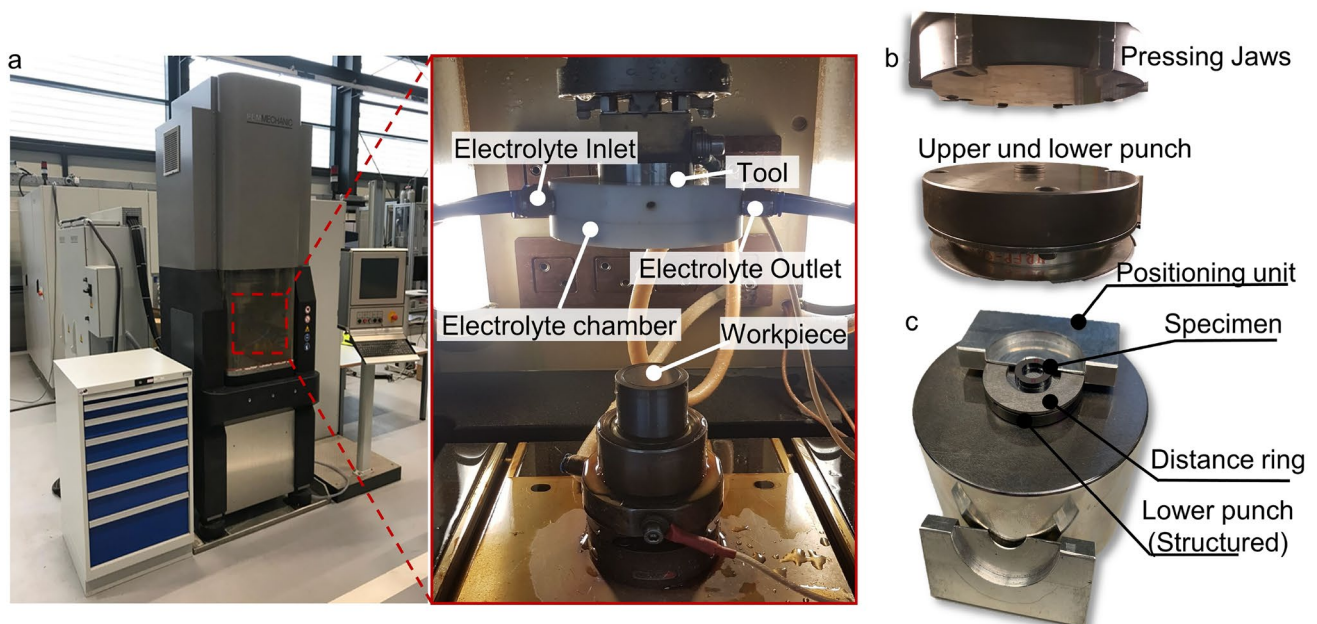 a
MECHANIC
Electrolyte Inlet
Tool
Electrolyte Outlet
Electrolyte chamber
Workpiece
b
Pressing Jaws
Upper und lower punch
c
Positioning unit
Specimen
Distance ring
Lower punch
(Structured)